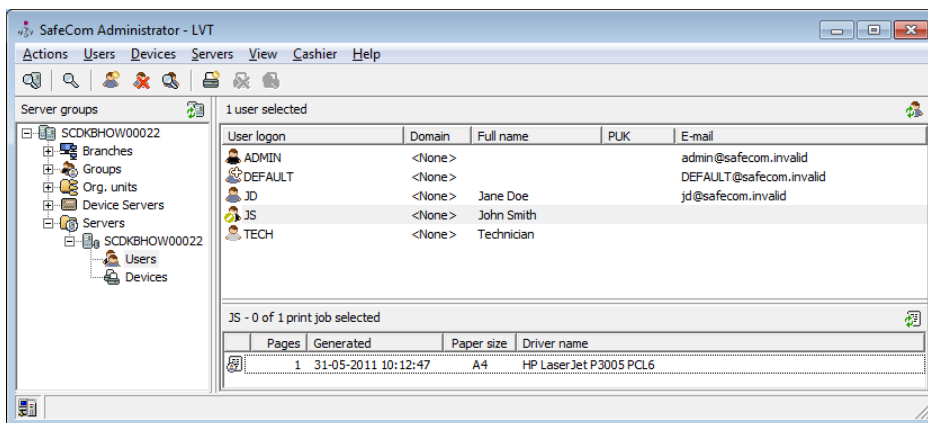 SafeCom Administrator - LVT
Actions Users Devices Servers View Cashier Help
Server groups
SCDKBHOW00022
Branches
Groups
Org. units
Device Servers
Servers
SCDKBHOW00022
Users
Devices
1 user selected
User logon Domain Full name PUK E-mail
ADMIN <None> admin@safecom.invalid
DEFAULT <None> DEFAULT@safecom.invalid
JD <None> Jane Doe jd@safecom.invalid
JS <None> John Smith
TECH <None> Technician
JS - 0 of 1 print job selected
Pages Generated Paper size Driver name
1 31-05-2011 10:12:47 A4 HP LaserJet P3005 PCL6